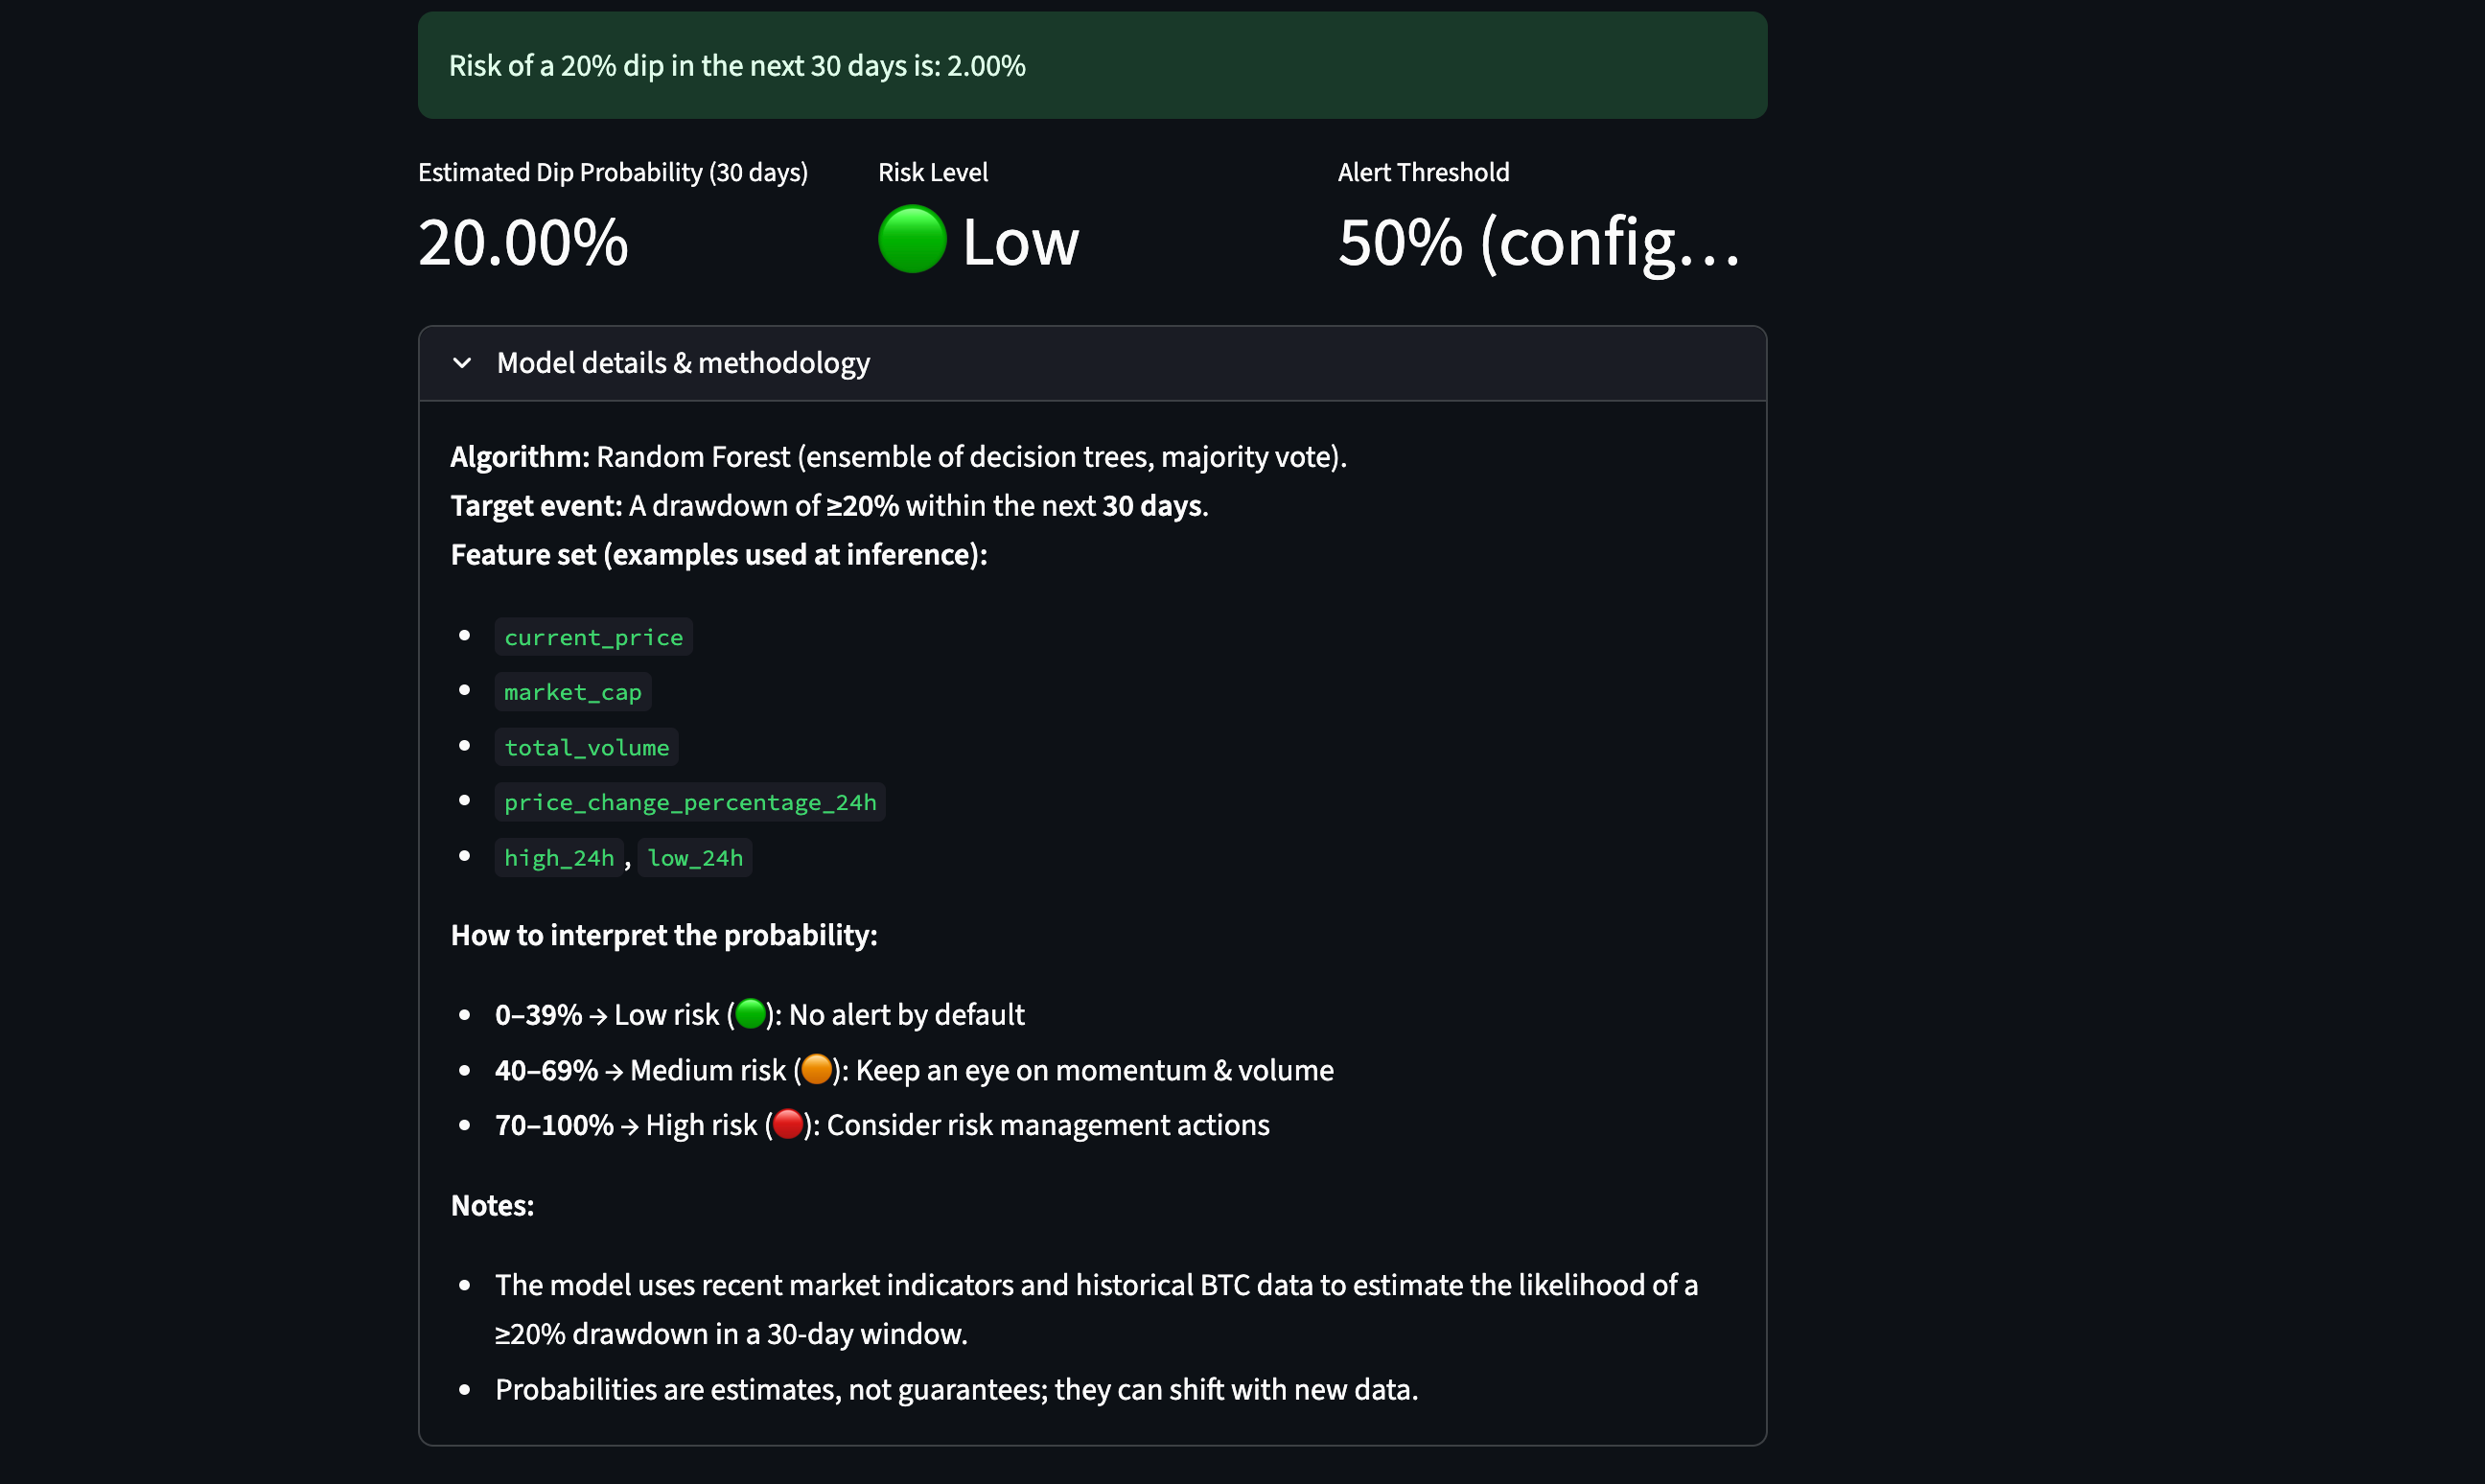 Risk of a 20% dip in the next 30 days is: 2.00%
Estimated Dip Probability (30 days)
20.00%
Risk Level
🟢 Low
Alert Threshold
50% (config…
Model details & methodology
Algorithm: Random Forest (ensemble of decision trees, majority vote).
Target event: A drawdown of ≥20% within the next 30 days.
Feature set (examples used at inference):
• current_price
• market_cap
• total_volume
• price_change_percentage_24h
• high_24h, low_24h
How to interpret the probability:
• 0–39% → Low risk (🟢): No alert by default
• 40–69% → Medium risk (🟠): Keep an eye on momentum & volume
• 70–100% → High risk (🔴): Consider risk management actions
Notes:
• The model uses recent market indicators and historical BTC data to estimate the likelihood of a
≥20% drawdown in a 30-day window.
• Probabilities are estimates, not guarantees; they can shift with new data.